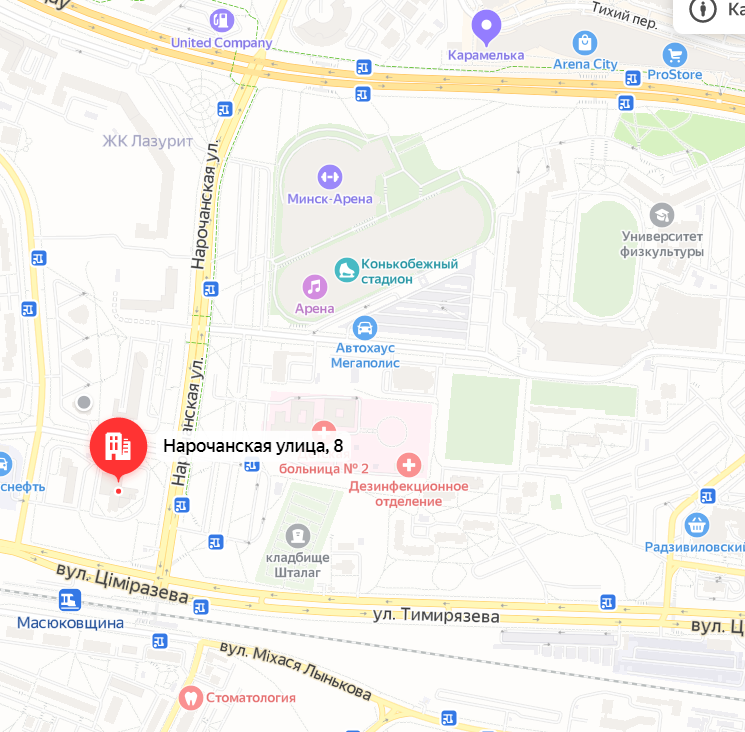 Тихий пер.
Ка
United Company
Карамелька
Arena City
ProStore
ЖК Лазурит
Нарочанская ул.
Минск-Арена
Университет
физкультуры
Конькобежный
стадион
Арена
Автохаус
Мегаполис
Нарочанская ул.
Нарочанская улица, 8
больница № 2
снефть
Дезинфекционное
отделение
Радзивиловский
кладбище
Шталаг
вул. Ціміразева
Масюковщина
ул. Тимирязева
вул. Ц
вул. Міхася Лынькова
Стоматология